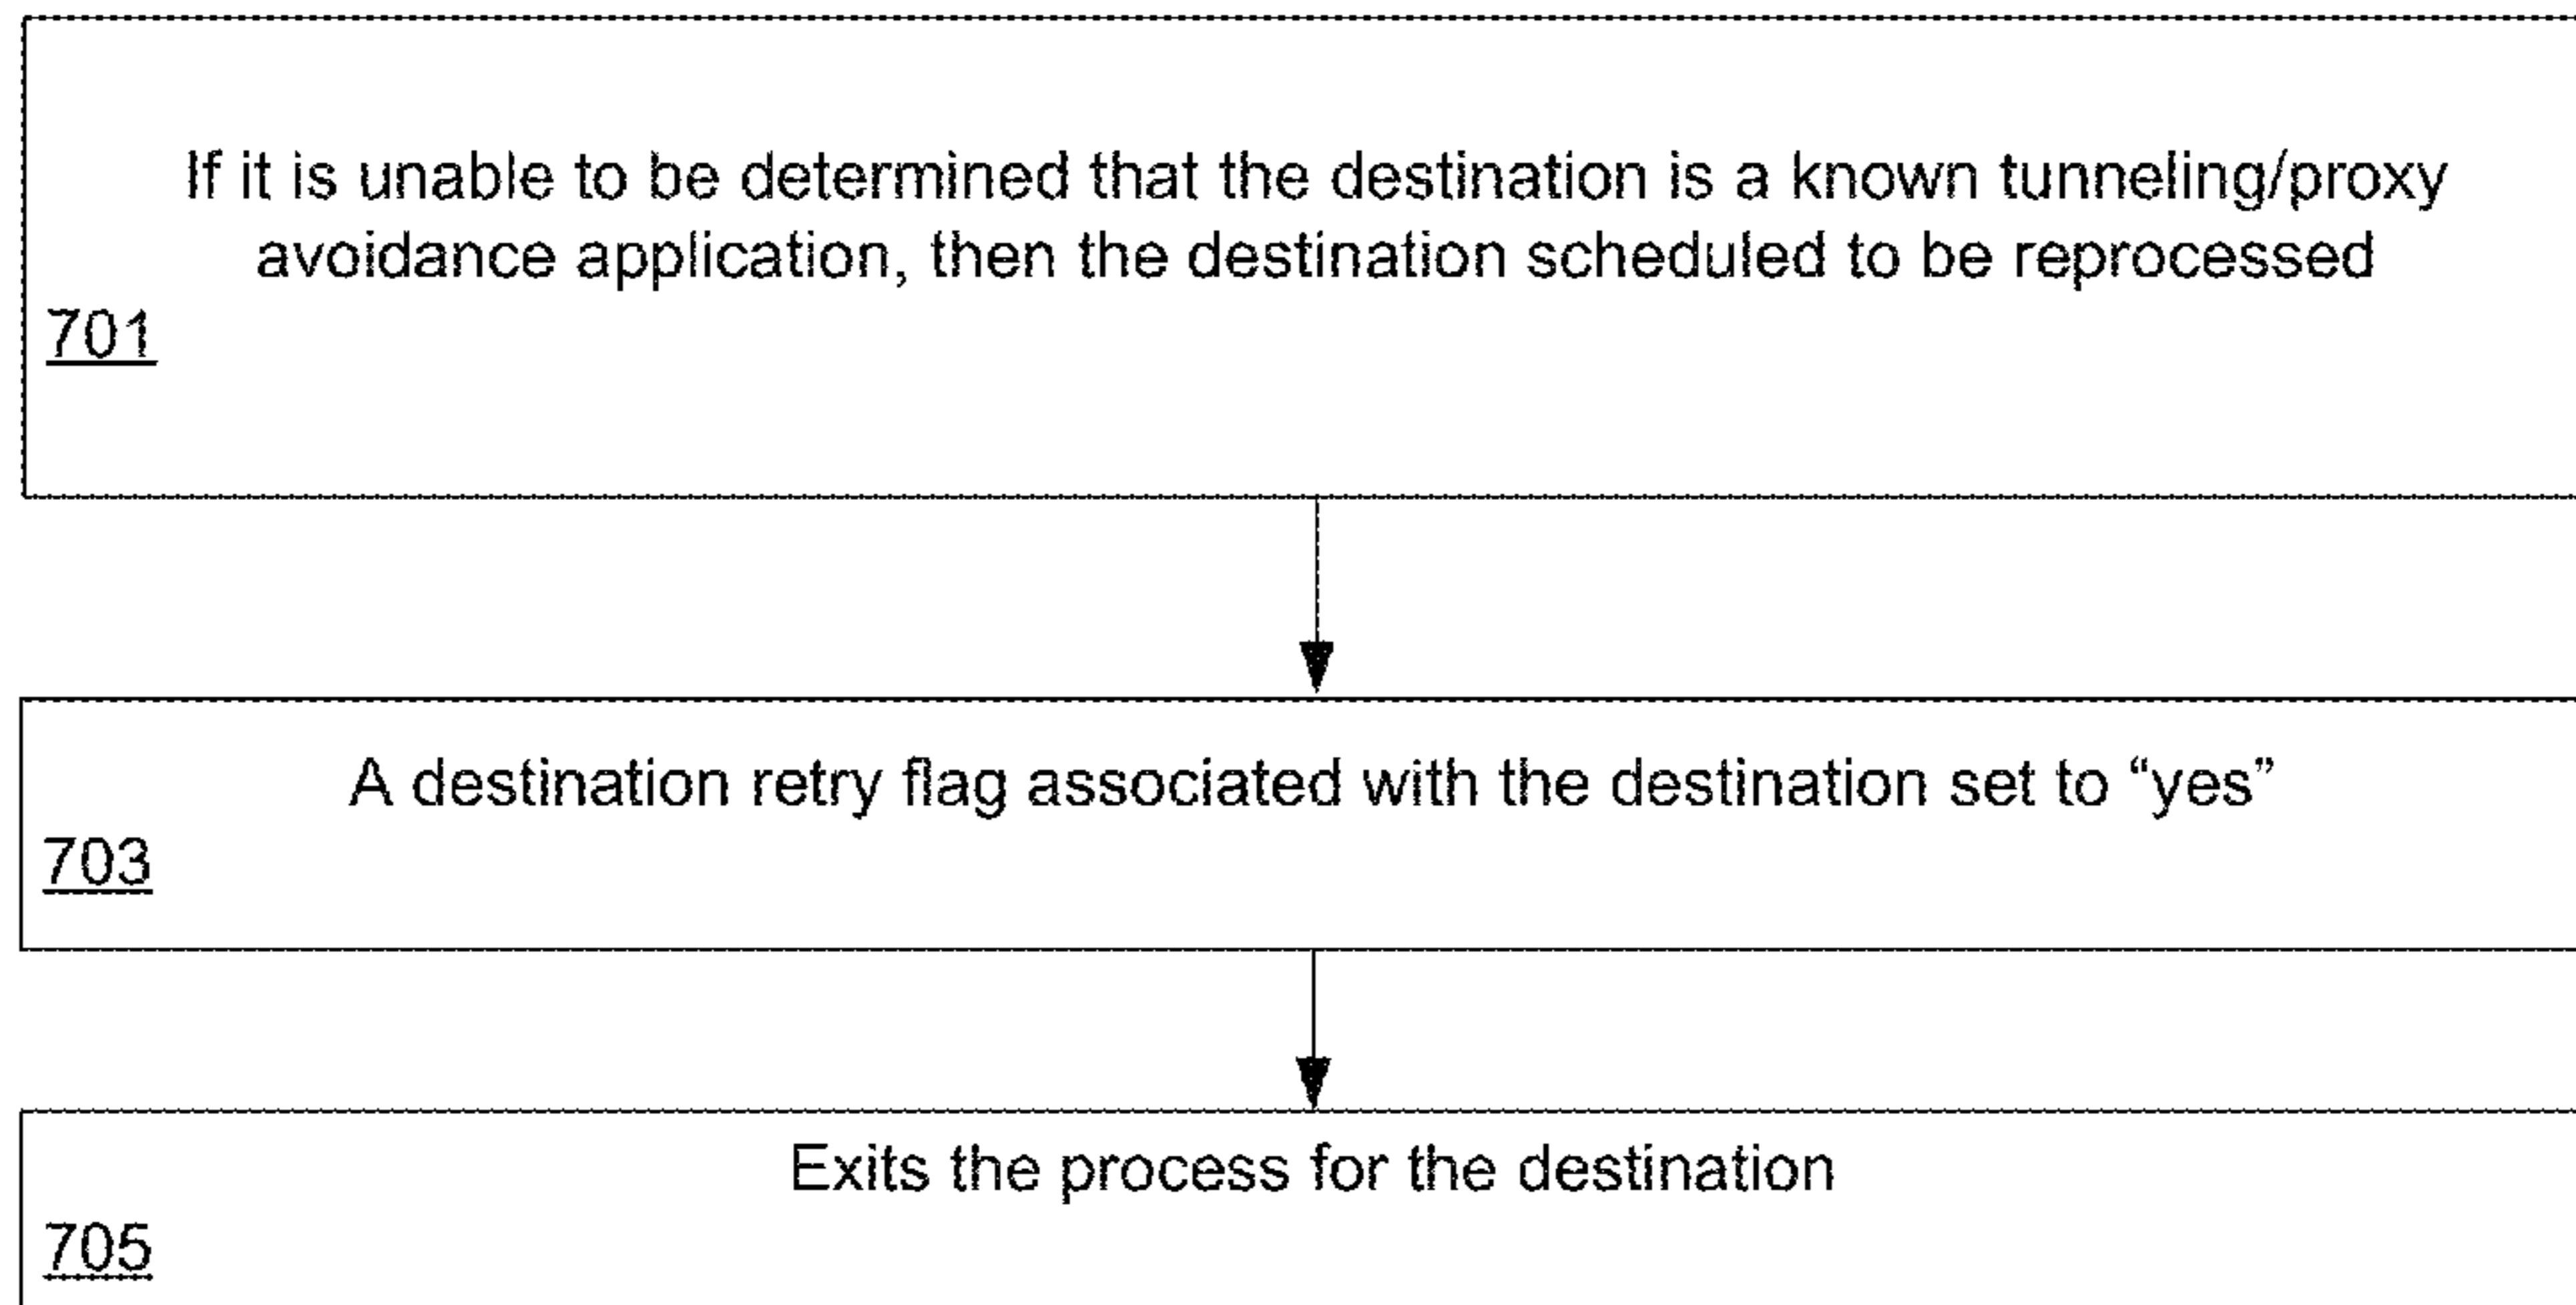 If it is unable to be determined that the destination is a known tunneling/proxy
avoidance application, then the destination scheduled to be reprocessed
701
A destination retry flag associated with the destination set to “yes”
703
Exits the process for the destination
705